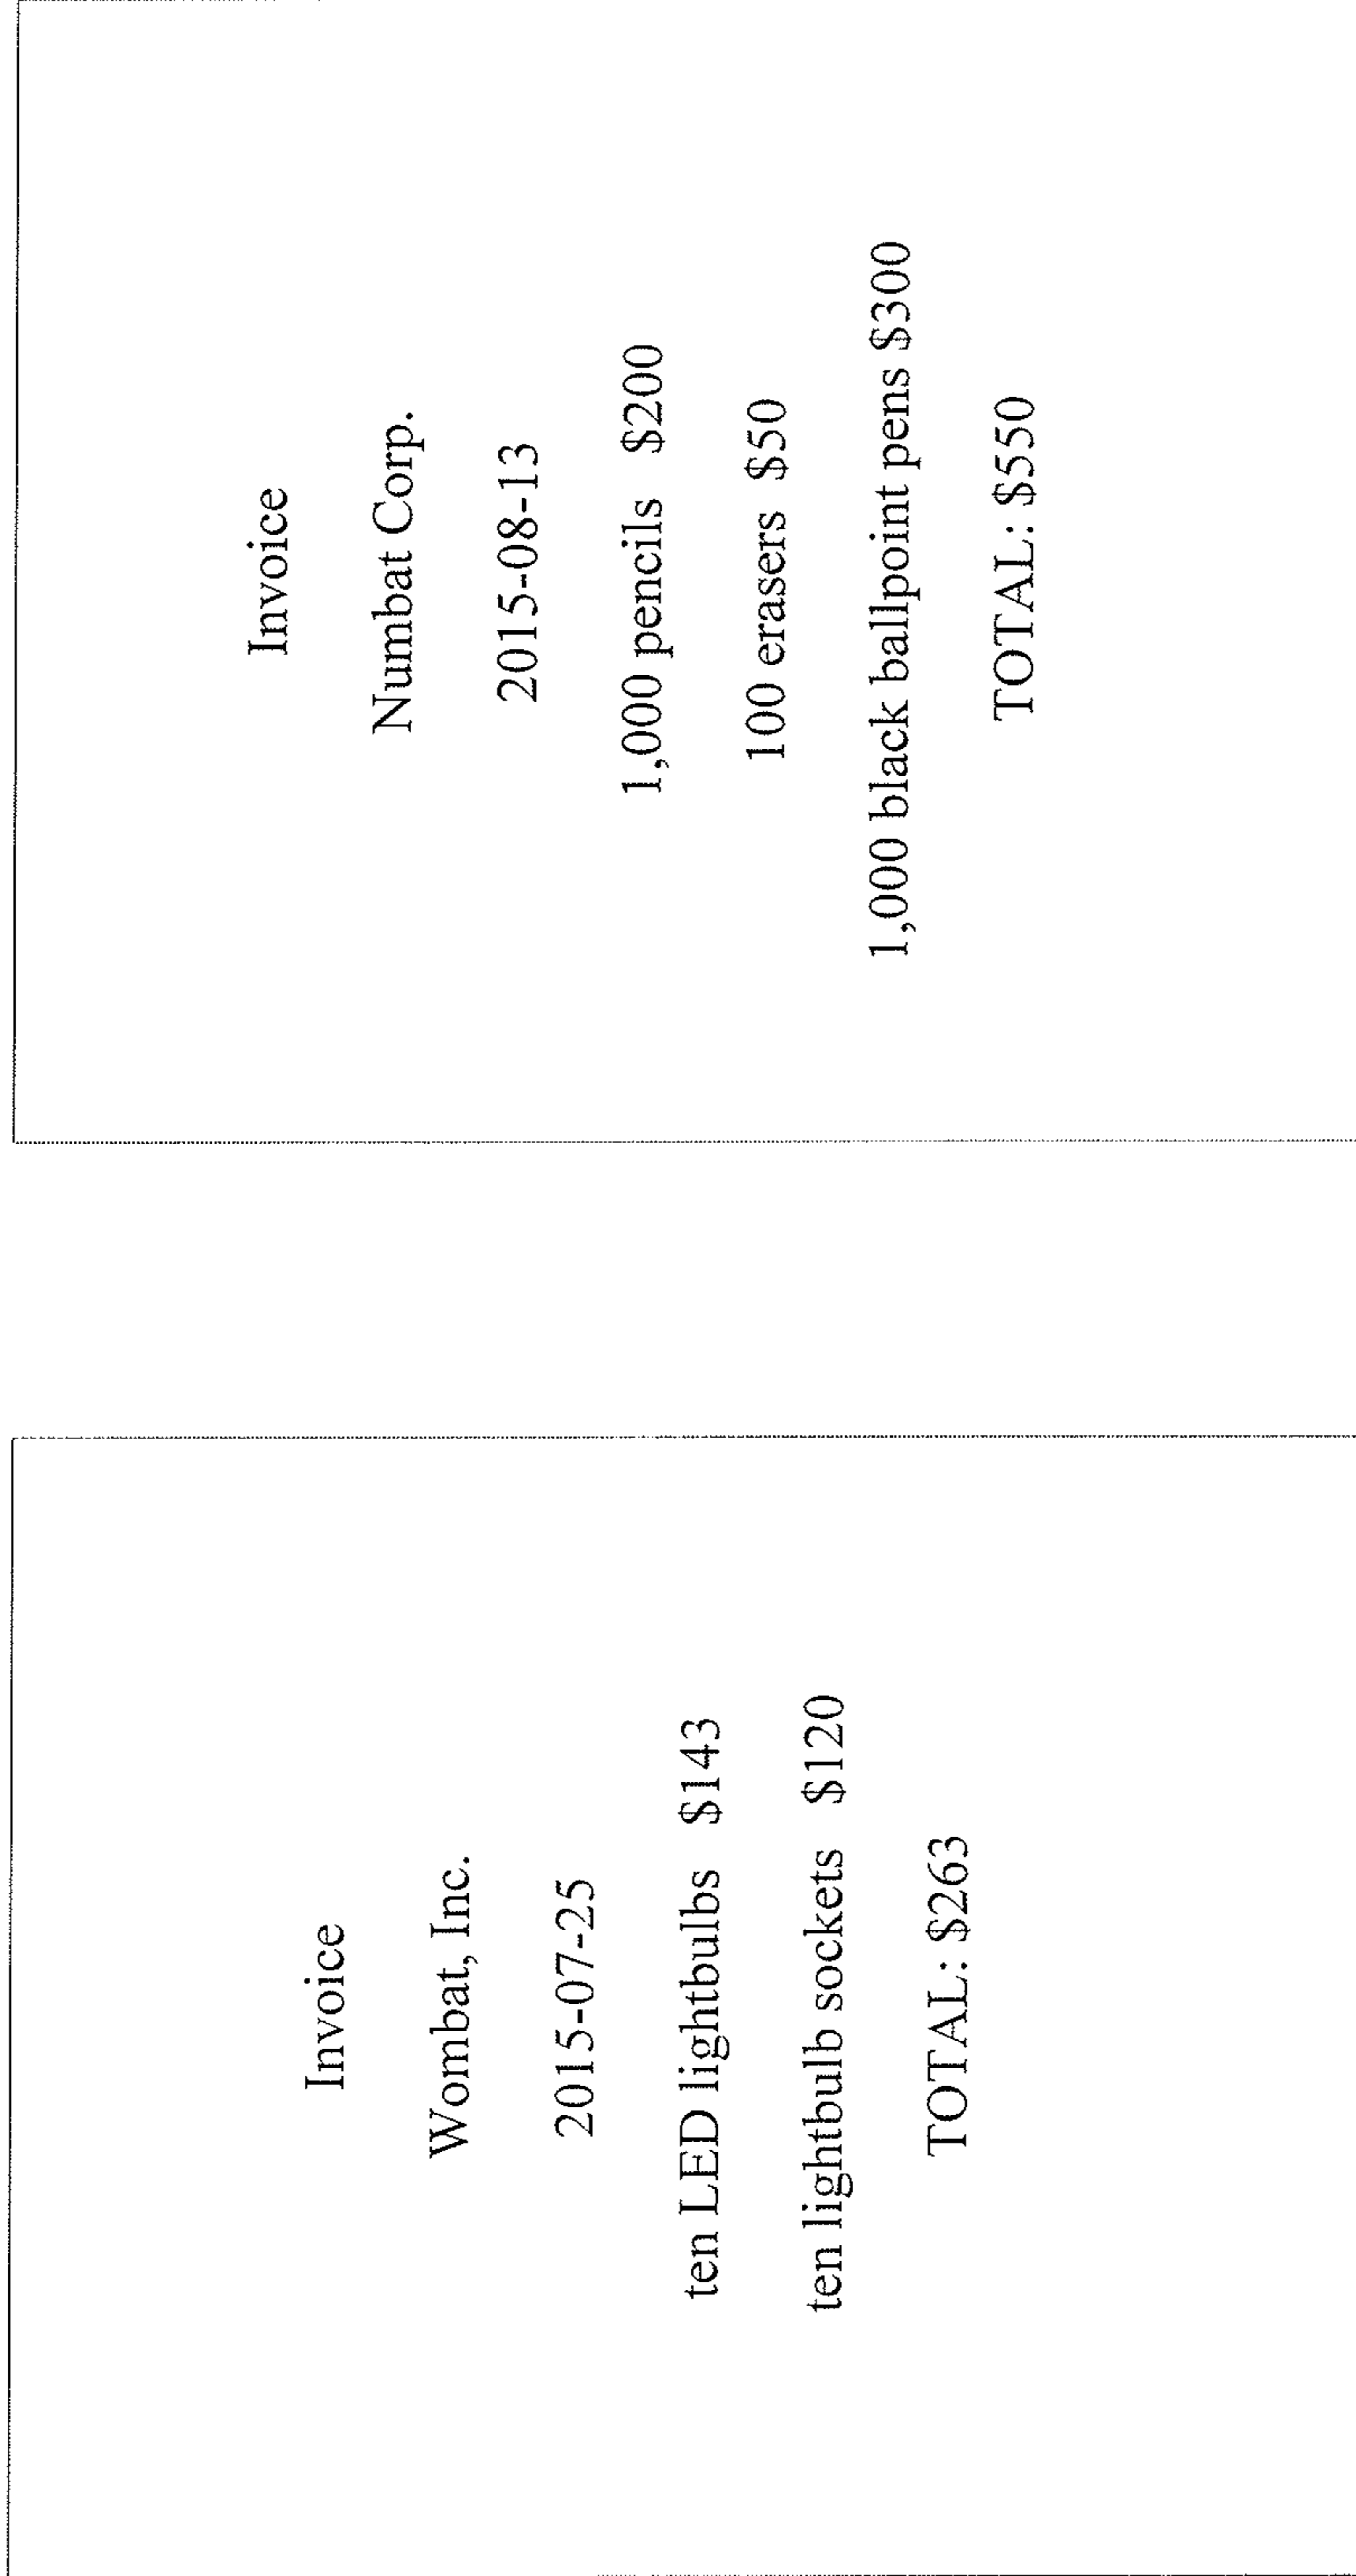 Invoice
Wombat, Inc.
2015-07-25
ten LED lightbulbs $143
ten lightbulb sockets $120
TOTAL: $263
Invoice
Numbat Corp.
2015-08-13
1,000 pencils $200
100 erasers $50
1,000 black ballpoint pens $300
TOTAL: $550